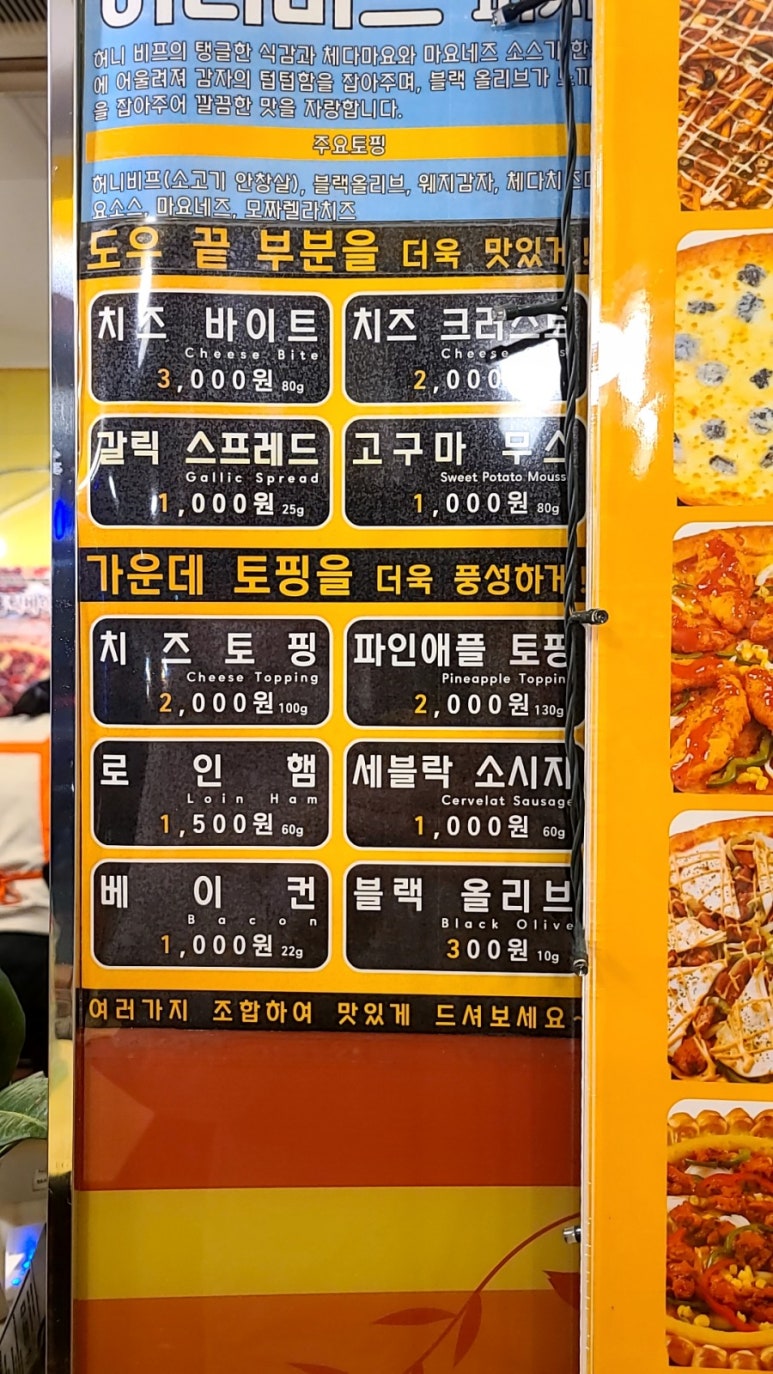 허니 비프의 탱글한 식감과 체다마요와 마요네즈 소스가 한
에 어울려져 감자의 텁텁함을 잡아주며, 블랙 올리브가
을 잡아주어 깔끔한 맛을 자랑합니다.
주요토핑
허니비프(소고기 안창살), 블랙올리브, 웨지감자, 체다치즈마
요소스, 마요네즈, 모짜렐라치즈
도우 끝 부분을 더욱 맛있게!
치즈 바이트 치즈 크러스트
Cheese Bite Cheese
3,000원 80g 2,000
갈릭 스프레드 고구마 무스
Gallic Spread Sweet Potato Mouss
1,000원 25g 1,000원 80g
가운데 토핑을 더욱 풍성하게!
치즈토핑 파인애플 토핑
Cheese Topping Pineapple Toppin
2,000원 100g 2,000원 130g
로인햄 세블락 소시지
Loin Ham Cervelat Sausage
1,500원 60g 1,000원 60g
베이컨 블랙 올리브
Bacon Black Olive
1,000원 22g 300원 10g
여러가지 조합하여 맛있게 드셔보세요~